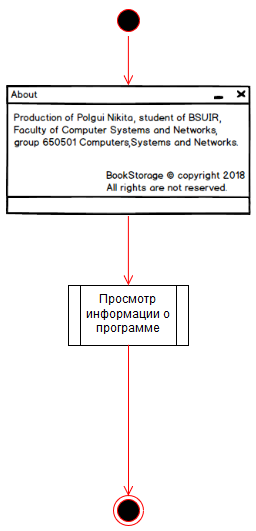 About
Production of Polgui Nikita, student of BSUIR,
Faculty of Computer Systems and Networks,
group 650501 Computers,Systems and Networks.
BookStorage © copyright 2018
All rights are not reserved.
Просмотр
информации о
программе